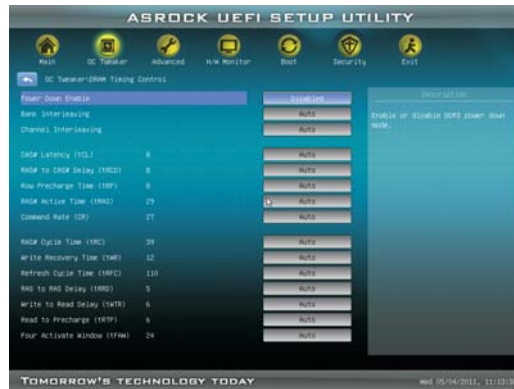 ASROCK UEFI SETUP UTILITY
Main OC Tweaker Advanced H/W Monitor Boot Security Exit
OC Tweaker\DRAM Timing Control
Description
Power Down Enable Disabled
Enable or disable DDR3 power down mode.
Bank Interleaving Auto
Channel Interleaving Auto
CAS# Latency (tCL) 8 Auto
RAS# to CAS# Delay (tRCD) 8 Auto
Row Precharge Time (tRP) 8 Auto
RAS# Active Time (tRAS) 29 Auto
Command Rate (CR) 2T Auto
RAS# Cycle Time (tRC) 39 Auto
Write Recovery Time (tWR) 12 Auto
Refresh Cycle Time (tRFC) 110 Auto
RAS to RAS Delay (tRRD) 5 Auto
Write to Read Delay (tWTR) 6 Auto
Read to Precharge (tRTP) 6 Auto
Four Activate Window (tFAW) 24 Auto
TOMORROW'S TECHNOLOGY TODAY
Wed 05/04/2011,